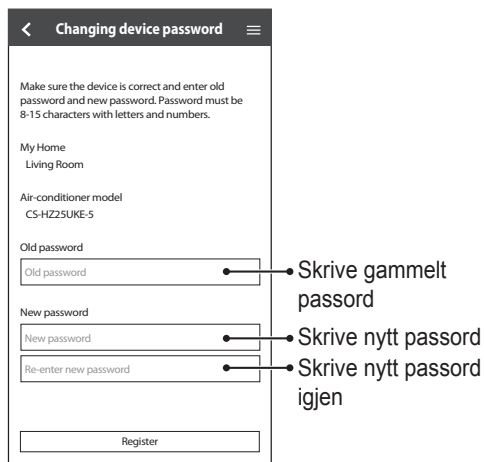 Changing device password
Make sure the device is correct and enter old
password and new password. Password must be
8-15 characters with letters and numbers.
My Home
Living Room
Air-conditioner model
CS-HZ25UKE-5
Old password
Old password
Skrive gammelt
passord
New password
New password
Skrive nytt passord
Re-enter new password
Skrive nytt passord
igjen
Register